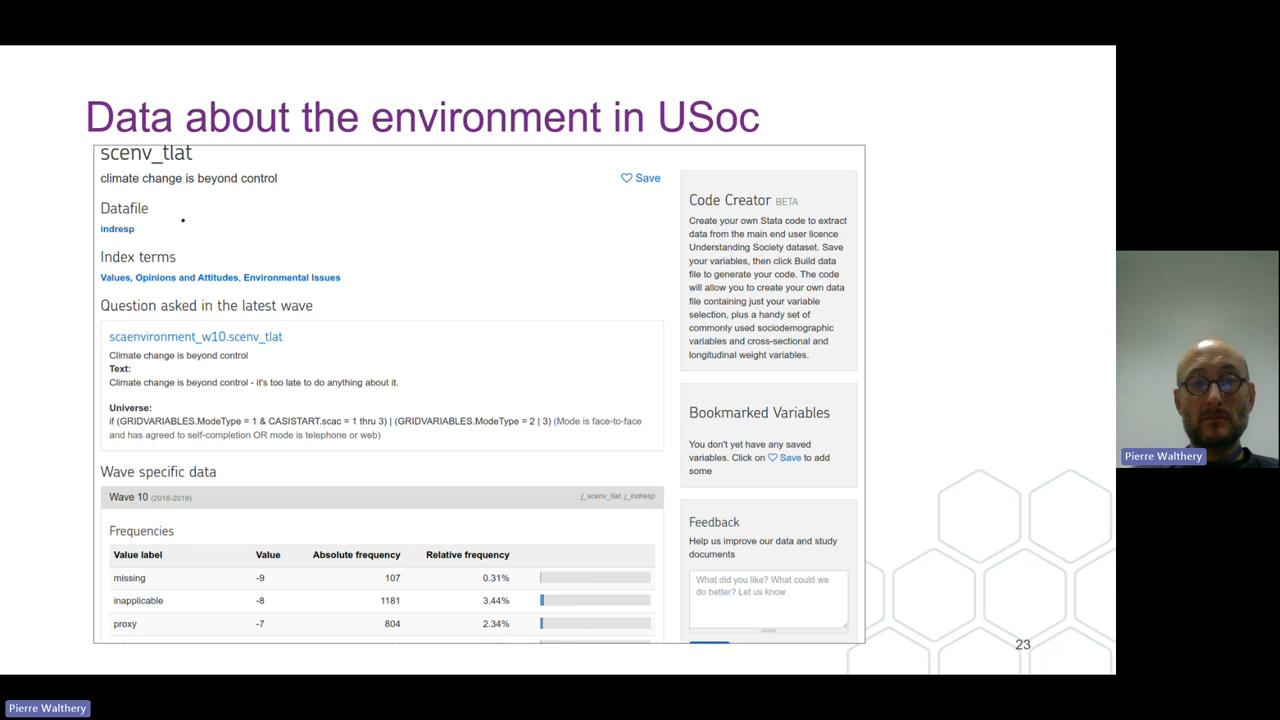 Data about the environment in USoc
scenv_tlat
climate change is beyond control
Save
Datafile
indresp
Index terms
Values, Opinions and Attitudes, Environmental Issues
Question asked in the latest wave
scaenvironment_w10.scenv_tlat
Climate change is beyond control
Text:
Climate change is beyond control - it's too late to do anything about it.
Universe:
if (GRIDVARIABLES.ModeType = 1 & CASISTART.scac = 1 thru 3) | (GRIDVARIABLES.ModeType = 2 | 3) (Mode is face-to-face
and has agreed to self-completion OR mode is telephone or web)
Wave specific data
Wave 10 (2018-2019) j_scenv_tlat, j_indresp
Frequencies
Value label Value Absolute frequency Relative frequency
missing -9 107 0.31%
inapplicable -8 1181 3.44%
proxy -7 804 2.34%
Code Creator BETA
Create your own Stata code to extract
data from the main end user licence
Understanding Society dataset. Save
your variables, then click Build data
file to generate your code. The code
will allow you to create your own data
file containing just your variable
selection, plus a handy set of
commonly used sociodemographic
variables and cross-sectional and
longitudinal weight variables.
Bookmarked Variables
You don't yet have any saved
variables. Click on Save to add
some
Feedback
Help us improve our data and study
documents
What did you like? What could we
do better? Let us know.
23
Pierre Walthery
Pierre Walthery